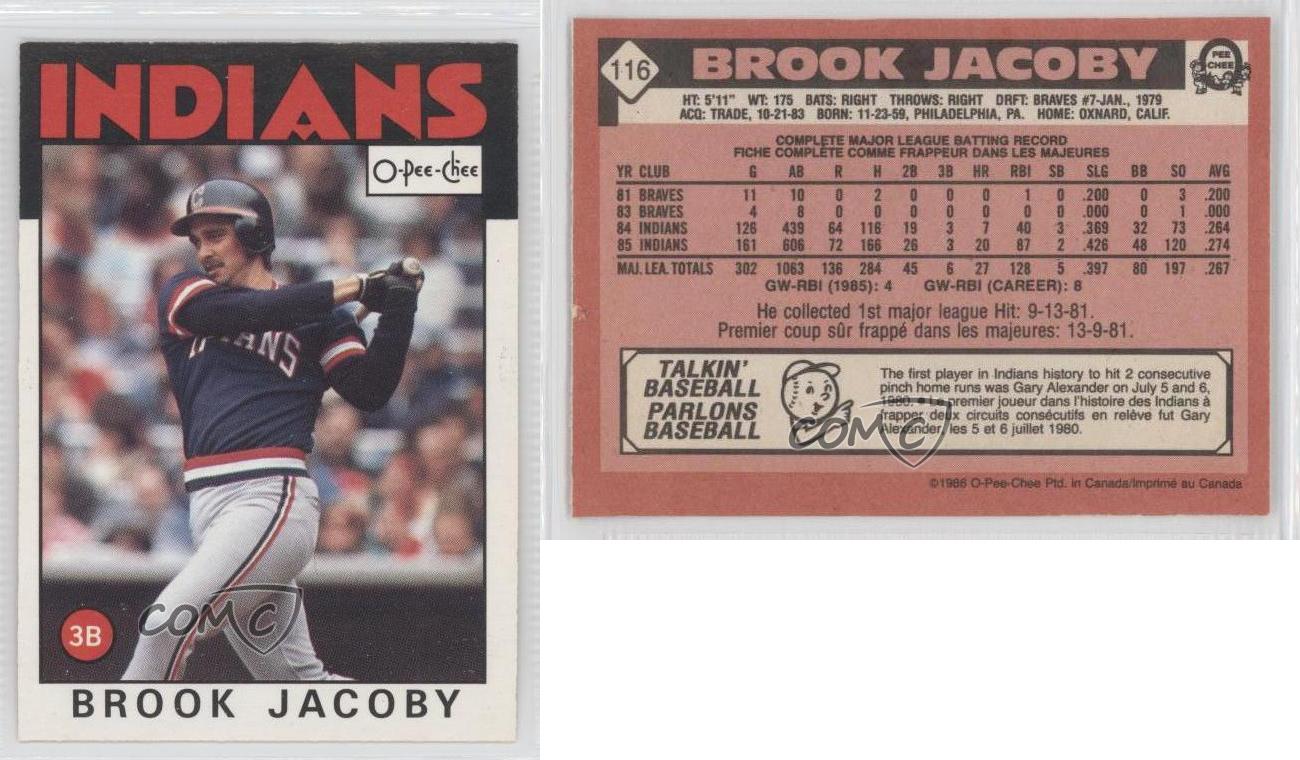 INDIANS
O-Pee-Chee
C
IANS
3B
COMC
BROOK JACOBY
116
BROOK JACOBY
O
PEE
CHEE
HT: 5'11" WT: 175 BATS: RIGHT THROWS: RIGHT DRFT: BRAVES #7-JAN., 1979
ACQ: TRADE, 10-21-83 BORN: 11-23-59, PHILADELPHIA, PA. HOME: OXNARD, CALIF.
COMPLETE MAJOR LEAGUE BATTING RECORD
FICHE COMPLÈTE COMME FRAPPEUR DANS LES MAJEURES
YR CLUB G AB R H 2B 3B HR RBI SB SLG BB SO AVG
81 BRAVES 11 10 0 2 0 0 0 1 0 .200 0 3 .200
83 BRAVES 4 8 0 0 0 0 0 0 0 .000 0 1 .000
84 INDIANS 126 439 64 116 19 3 7 40 3 .369 32 73 .264
85 INDIANS 161 606 72 166 26 3 20 87 2 .426 48 120 .274
MAJ. LEA. TOTALS 302 1063 136 284 45 6 27 128 5 .397 80 197 .267
GW-RBI (1985): 4 GW-RBI (CAREER): 8
He collected 1st major league Hit: 9-13-81.
Premier coup sûr frappé dans les majeures: 13-9-81.
TALKIN'
BASEBALL
PARLONS
BASEBALL
The first player in Indians history to hit 2 consecutive
pinch home runs was Gary Alexander on July 5 and 6,
1980. Le premier joueur dans l'histoire des Indians à
frapper deux circuits consécutifs en relève fut Gary
Alexander, les 5 et 6 juillet 1980.
COMC
©1986 O-Pee-Chee Ptd. in Canada/Imprimé au Canada